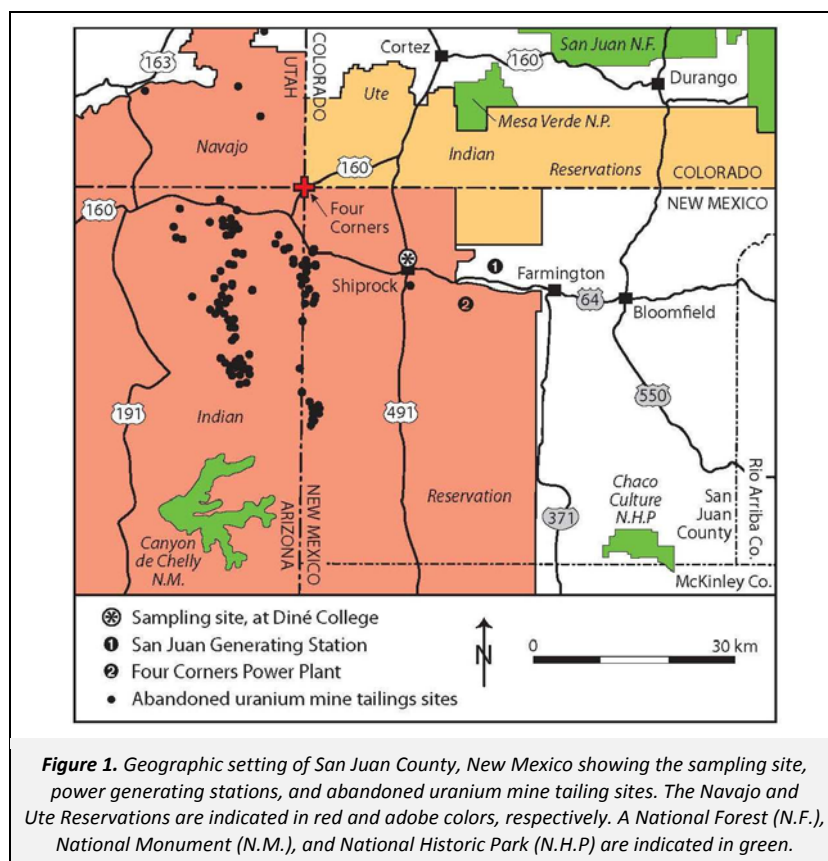 163
UTAH
COLORADO
Cortez
160
San Juan N.F.
Durango
Ute
Mesa Verde N.P.
Navajo
160
Indian
Reservations
COLORADO
NEW MEXICO
160
Four
Corners
1
Shiprock
Farmington
2
64
Bloomfield
191
491
550
Indian
Reservation
Canyon
de Chelly
N.M.
ARIZONA
NEW MEXICO
371
Chaco
Culture
N.H.P
San
Juan
County
Rio Arriba Co.
McKinley Co.
Sampling site, at Diné College
1 San Juan Generating Station
2 Four Corners Power Plant
Abandoned uranium mine tailings sites
N
0 30 km
Figure 1. Geographic setting of San Juan County, New Mexico showing the sampling site,
power generating stations, and abandoned uranium mine tailing sites. The Navajo and
Ute Reservations are indicated in red and adobe colors, respectively. A National Forest (N.F.),
National Monument (N.M.), and National Historic Park (N.H.P) are indicated in green.